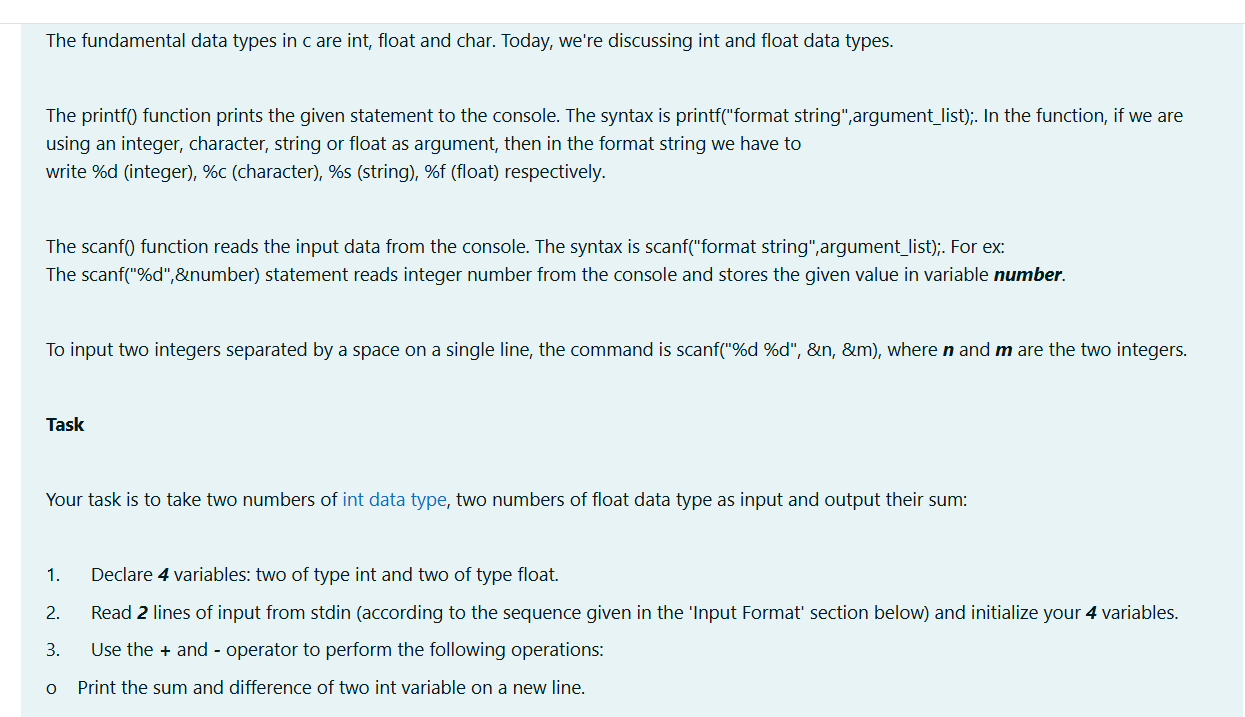 The fundamental data types in c are int, float and char. Today, we're discussing int and float data types.
The printf() function prints the given statement to the console. The syntax is printf("format string",argument_list);. In the function, if we are
using an integer, character, string or float as argument, then in the format string we have to
write %d (integer), %c (character), %s (string), %f (float) respectively.
The scanf() function reads the input data from the console. The syntax is scanf("format string",argument_list);. For ex:
The scanf("%d",&number) statement reads integer number from the console and stores the given value in variable number.
To input two integers separated by a space on a single line, the command is scanf("%d %d", &n, &m), where n and m are the two integers.
Task
Your task is to take two numbers of int data type, two numbers of float data type as input and output their sum:
1. Declare 4 variables: two of type int and two of type float.
2. Read 2 lines of input from stdin (according to the sequence given in the 'Input Format' section below) and initialize your 4 variables.
3. Use the + and - operator to perform the following operations:
o Print the sum and difference of two int variable on a new line.